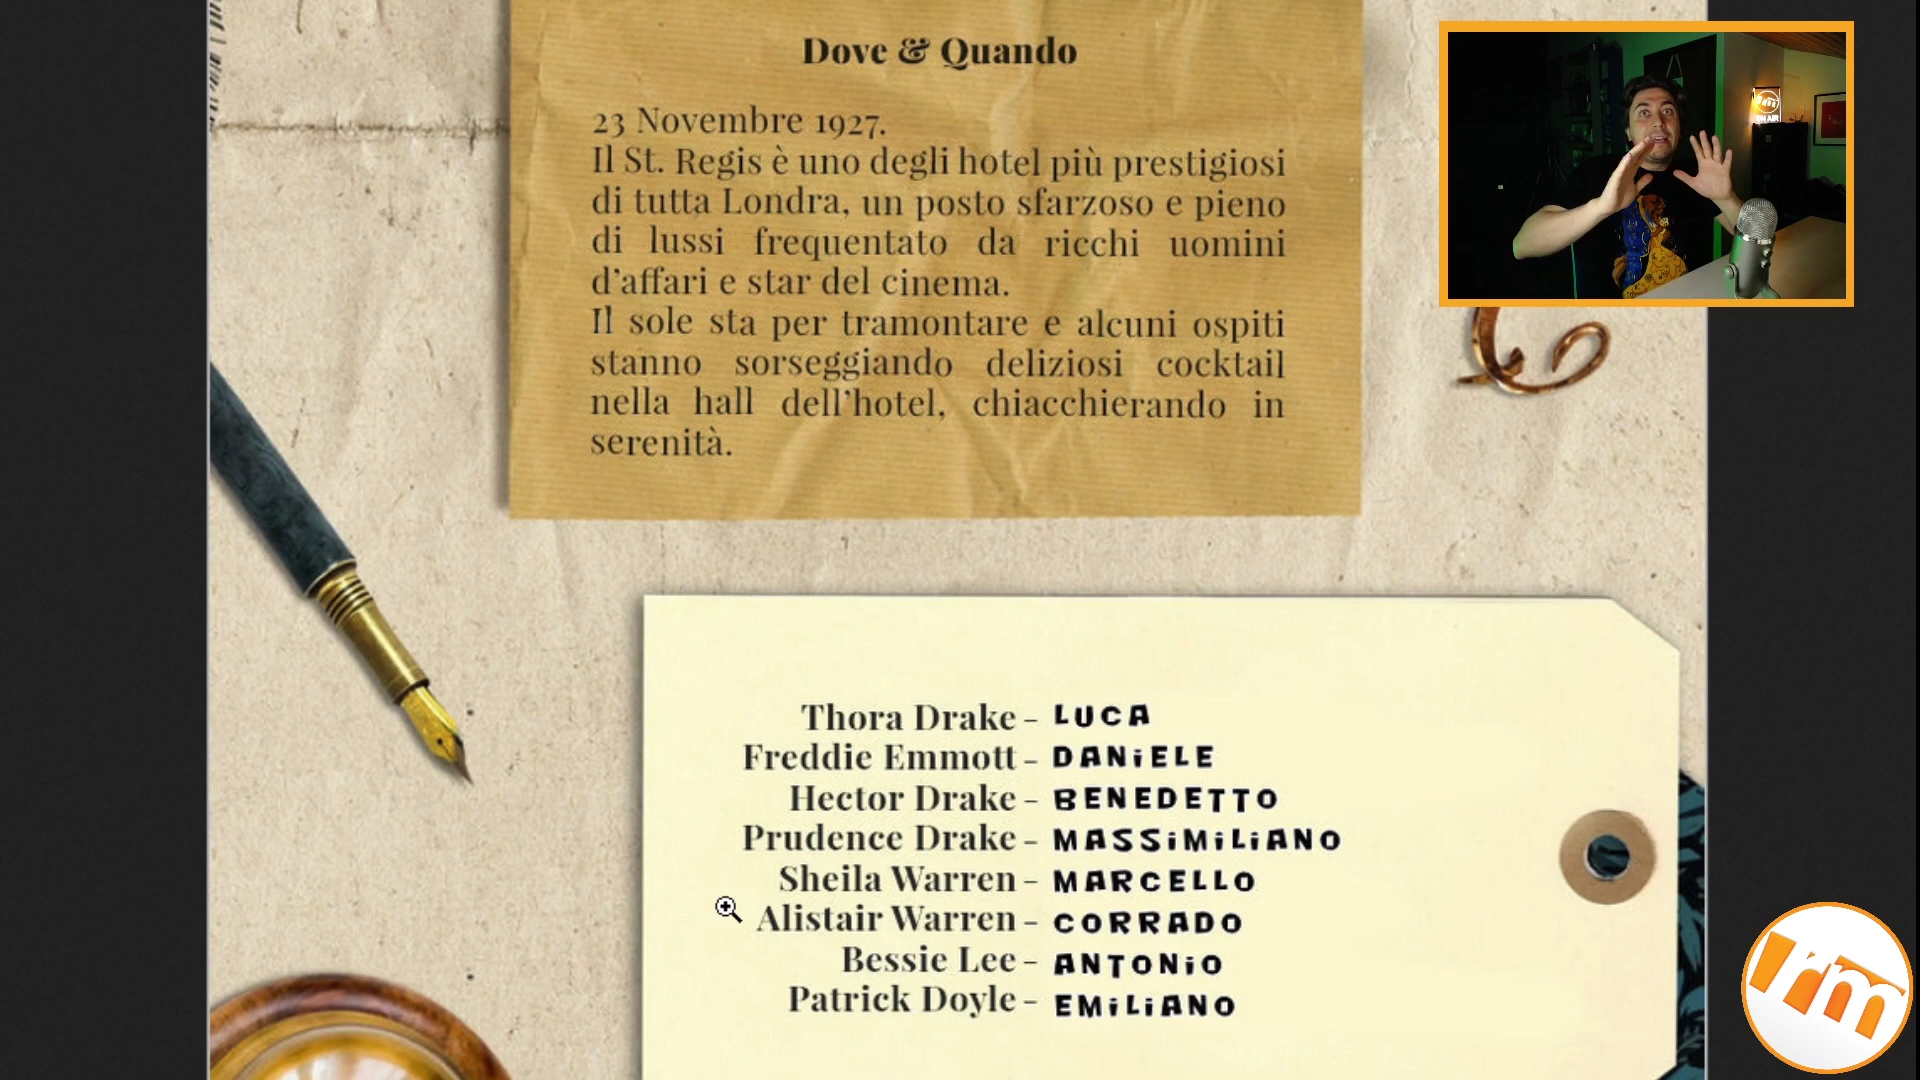 Dove & Quando
23 Novembre 1927.
Il St. Regis è uno degli hotel più prestigiosi
di tutta Londra, un posto sfarzoso e pieno
di lussi frequentato da ricchi uomini
d'affari e star del cinema.
Il sole sta per tramontare e alcuni ospiti
stanno sorseggiando deliziosi cocktail
nella hall dell'hotel, chiacchierando in
serenità.
ON AIR
Thora Drake - LUCA
Freddie Emmott - DANiELE
Hector Drake - BENEDETTO
Prudence Drake - MASSiMiLiANO
Sheila Warren - MARCELLO
Alistair Warren - CORRADO
Bessie Lee - ANTONiO
Patrick Doyle - EMiLiANO
irm